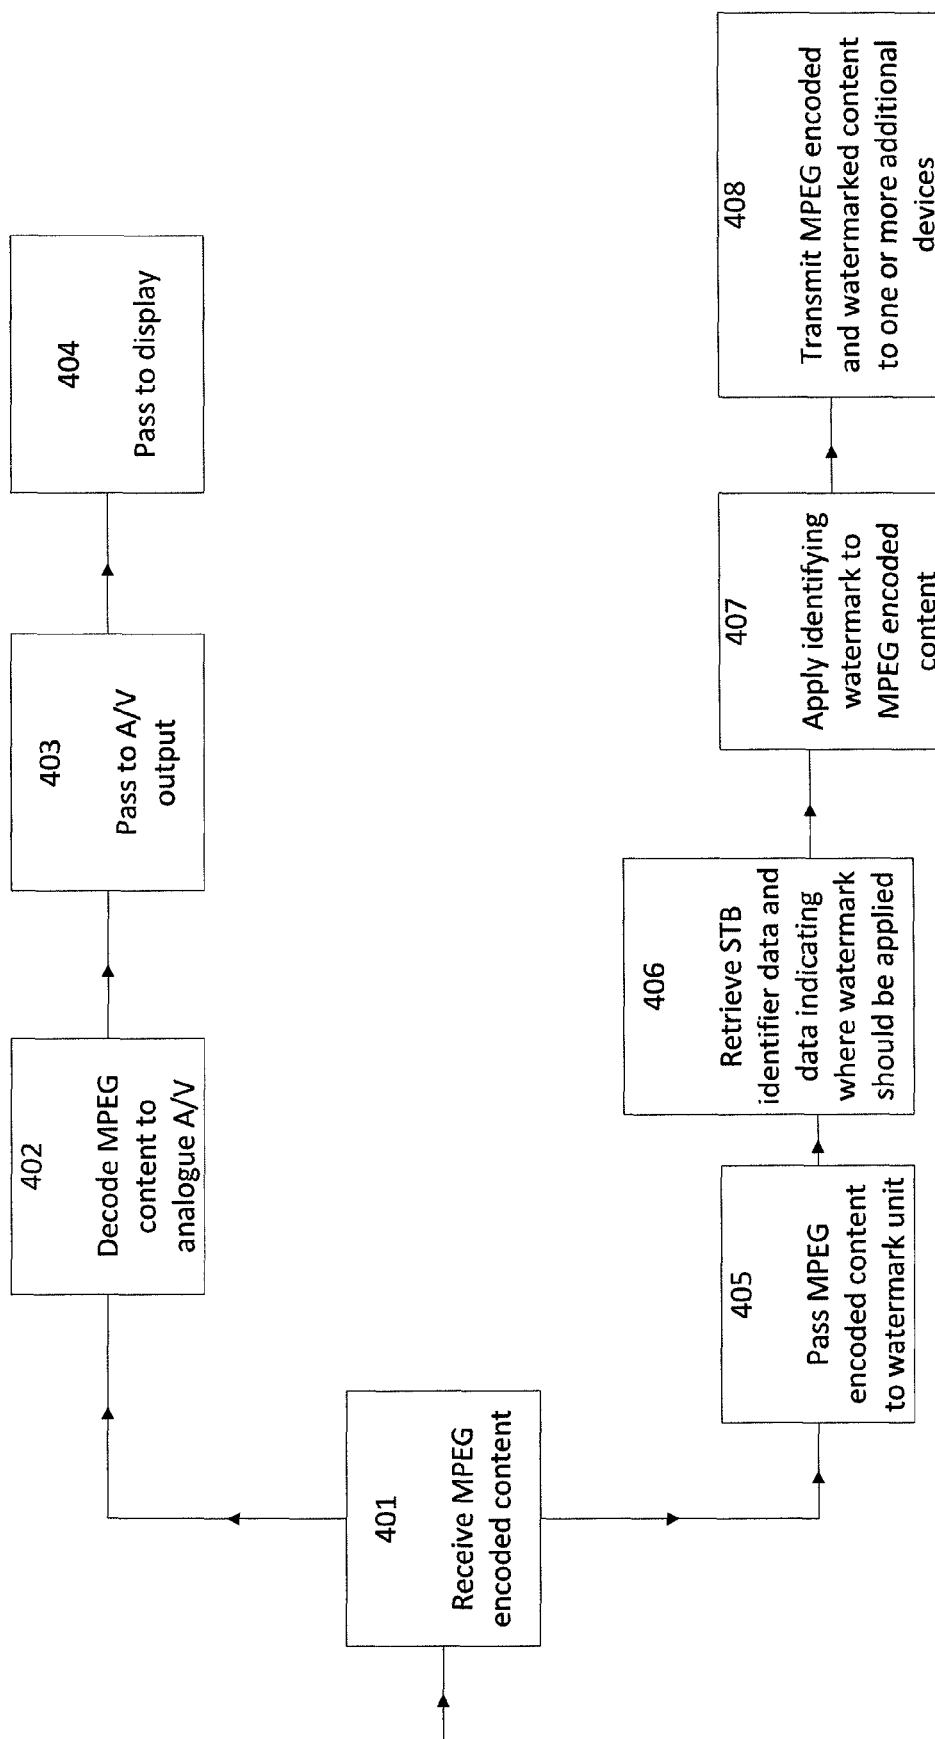 401
Receive MPEG
encoded content
402
Decode MPEG
content to
analogue A/V
403
Pass to A/V
output
404
Pass to display
405
Pass MPEG
encoded content
to watermark unit
406
Retrieve STB
identifier data and
data indicating
where watermark
should be applied
407
Apply identifying
watermark to
MPEG encoded
content
408
Transmit MPEG encoded
and watermarked content
to one or more additional
devices